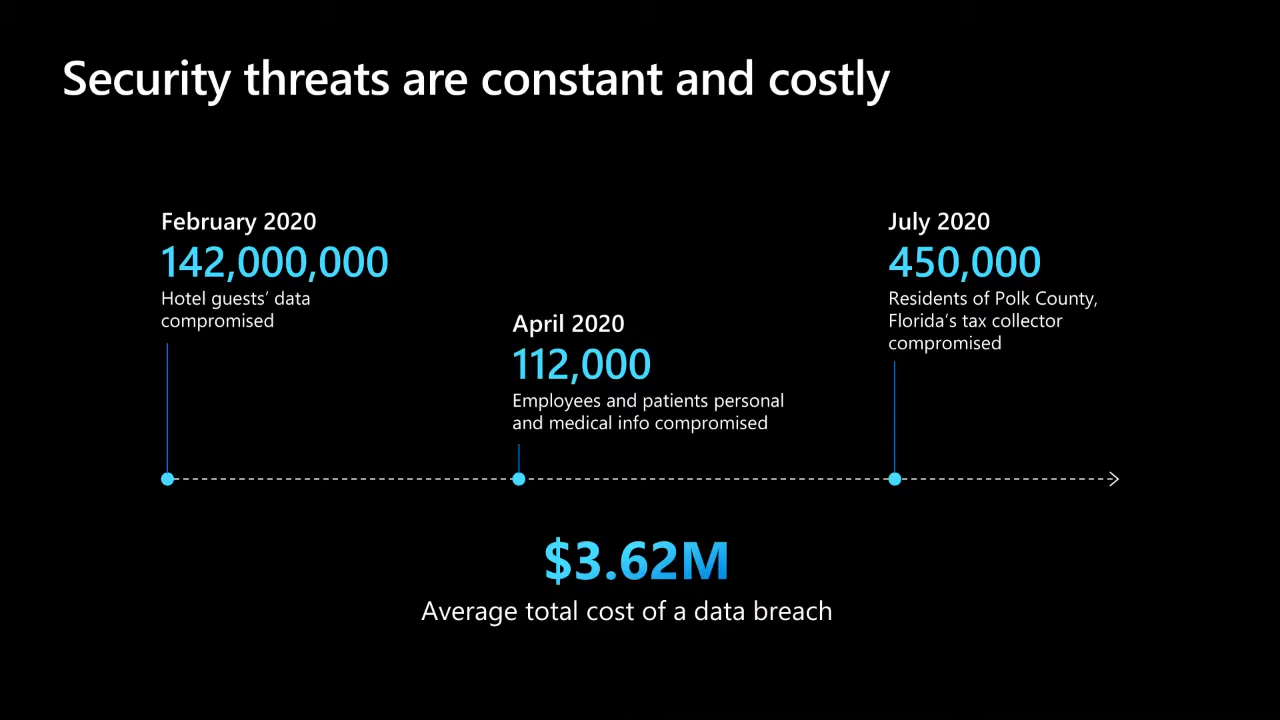 Security threats are constant and costly
February 2020
142,000,000
Hotel guests’ data
compromised
April 2020
112,000
Employees and patients personal
and medical info compromised
July 2020
450,000
Residents of Polk County,
Florida’s tax collector
compromised
$3.62M
Average total cost of a data breach